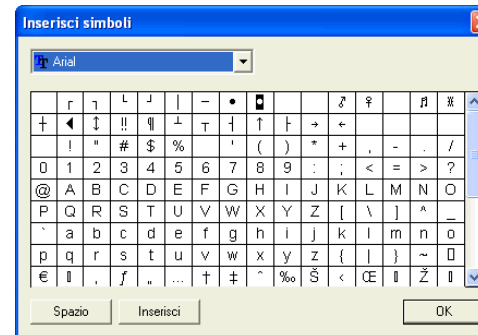 Inserisci simboli
Arial
┌ ┐ └ ┘ │ ─ • ◘ ♂ ♀ ♫ ☼
┼ ◄ ↕ ‼ ¶ ┴ ┬ ┤ ↑ ├ → ←
! " # $ % ' ( ) * + , - . /
0 1 2 3 4 5 6 7 8 9 : ; < = > ?
@ A B C D E F G H I J K L M N O
P Q R S T U V W X Y Z [ \ ] ^ _
` a b c d e f g h i j k l m n o
p q r s t u v w x y z { | } ~ ▯
€ ▯ ‚ ƒ „ … † ‡ ˆ ‰ Š ‹ Œ ▯ Ž ▯
Spazio Inserisci OK